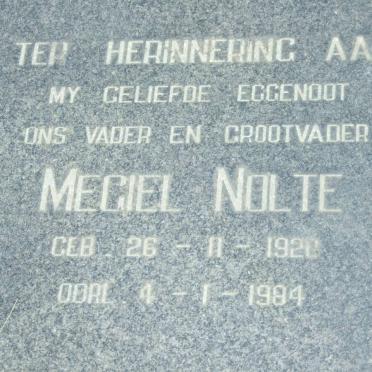 TER HERINNERING AA
MY GELIEFDE EGGENOOT
ONS VADER EN GROOTVADER
MEGIEL NOLTE
GEB. 26 - 11 - 1920
OORL. 4 - 1 - 1984